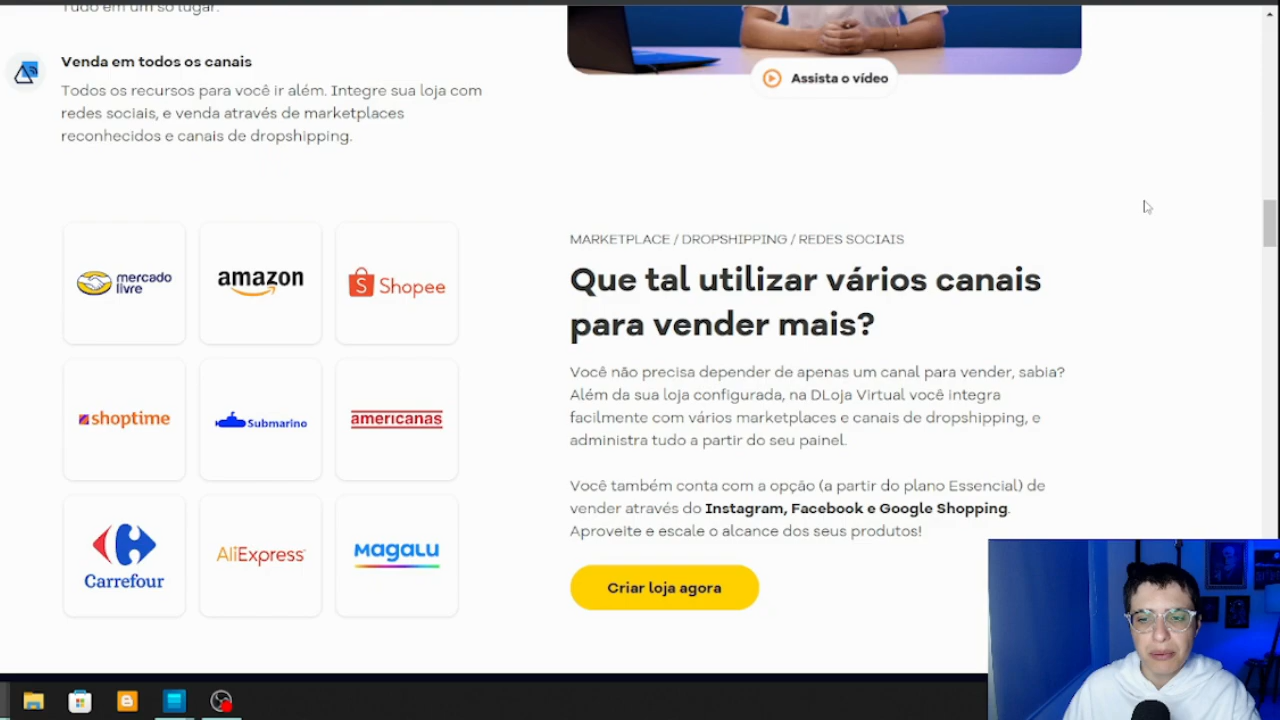 Tudo em um só lugar.
Venda em todos os canais
Todos os recursos para você ir além. Integre sua loja com
redes sociais, e venda através de marketplaces
reconhecidos e canais de dropshipping.
Assista o vídeo
mercado
livre
amazon
S Shopee
shoptime
Submarino
americanas
Carrefour
AliExpress
MAGALU
MARKETPLACE / DROPSHIPPING / REDES SOCIAIS
Que tal utilizar vários canais
para vender mais?
Você não precisa depender de apenas um canal para vender, sabia?
Além da sua loja configurada, na DLoja Virtual você integra
facilmente com vários marketplaces e canais de dropshipping, e
administra tudo a partir do seu painel.
Você também conta com a opção (a partir do plano Essencial) de
vender através do Instagram, Facebook e Google Shopping.
Aproveite e escale o alcance dos seus produtos!
Criar loja agora